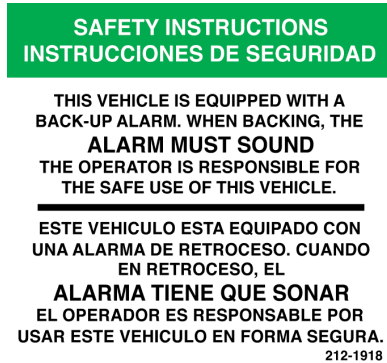 SAFETY INSTRUCTIONS
INSTRUCCIONES DE SEGURIDAD
THIS VEHICLE IS EQUIPPED WITH A
BACK-UP ALARM. WHEN BACKING, THE
ALARM MUST SOUND
THE OPERATOR IS RESPONSIBLE FOR
THE SAFE USE OF THIS VEHICLE.
ESTE VEHICULO ESTA EQUIPADO CON
UNA ALARMA DE RETROCESO. CUANDO
EN RETROCESO, EL
ALARMA TIENE QUE SONAR
EL OPERADOR ES RESPONSABLE POR
USAR ESTE VEHICULO EN FORMA SEGURA.
212-1918